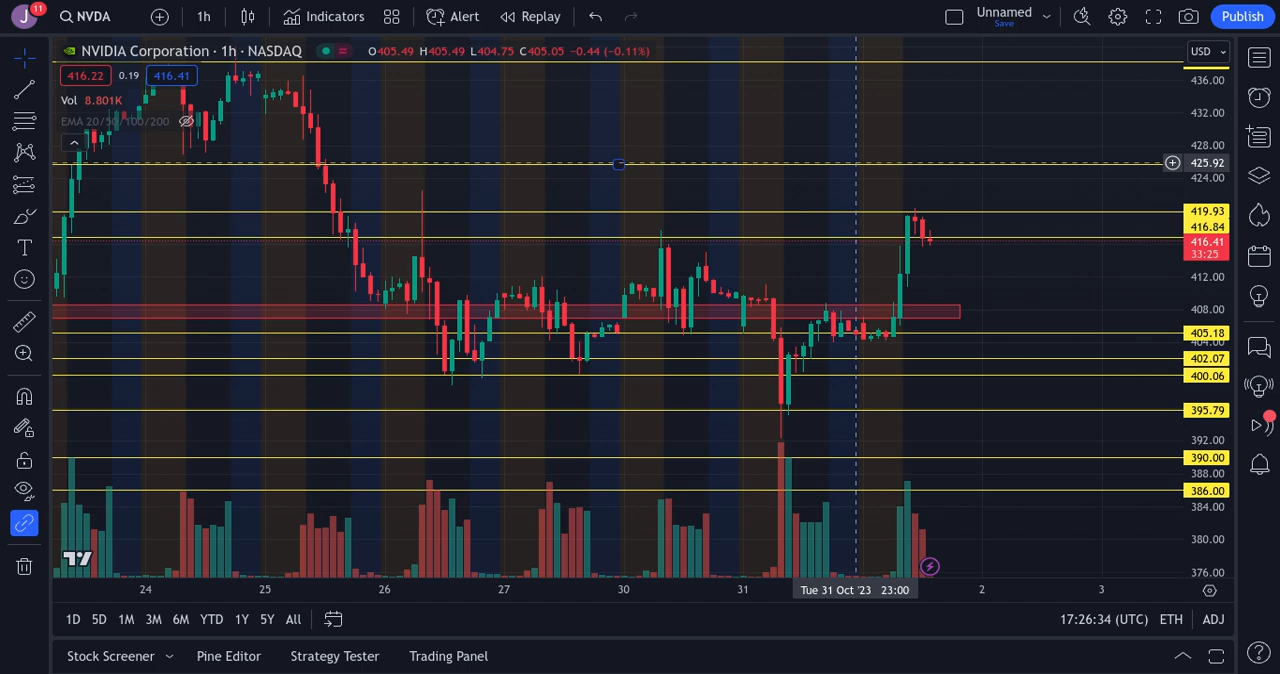 J 11 NVDA 1h Indicators Alert Replay Unnamed Save Publish
NVIDIA Corporation · 1h · NASDAQ O405.49 H405.49 L404.75 C405.05 −0.44 (−0.11%) USD
416.22 0.19 416.41
436.00
Vol 8.801K
432.00
EMA 20/50/100/200
428.00
425.92
424.00
419.93
416.84
416.41
33:25
412.00
408.00
405.18
404.00
402.07
400.06
395.79
392.00
390.00
388.00
386.00
384.00
380.00
376.00
24 25 26 27 30 31 Tue 31 Oct '23 23:00 2 3
1D 5D 1M 3M 6M YTD 1Y 5Y All 17:26:34 (UTC) ETH ADJ
Stock Screener Pine Editor Strategy Tester Trading Panel